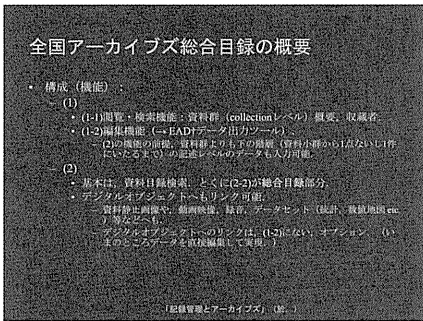 全国アーカイブズ総合目録の概要
• 構成（機能）：
– (1)
• (1-1)閲覧・検索機能：資料群（collectionレベル）概要，収蔵者．
• (1-2)編集機能（→EAD†データ出力ツール）．
– (2)の機能の前提，資料群よりも下の階層（資料小群から1点ないし1件
にいたるまで）の記述レベルのデータも入力可能．
– (2)
• 基本は，資料目録検索．とくに(2-2)が総合目録部分．
• デジタルオブジェクトへもリンク可能．
– 資料静止画像や，動画映像，録音，データセット（統計，数値地図 etc.
）等などへも．
– デジタルオブジェクトへのリンクは，(1-2)にない，オプション．（い
まのところデータを直接編集して実現．）
「記録管理とアーカイブズ」